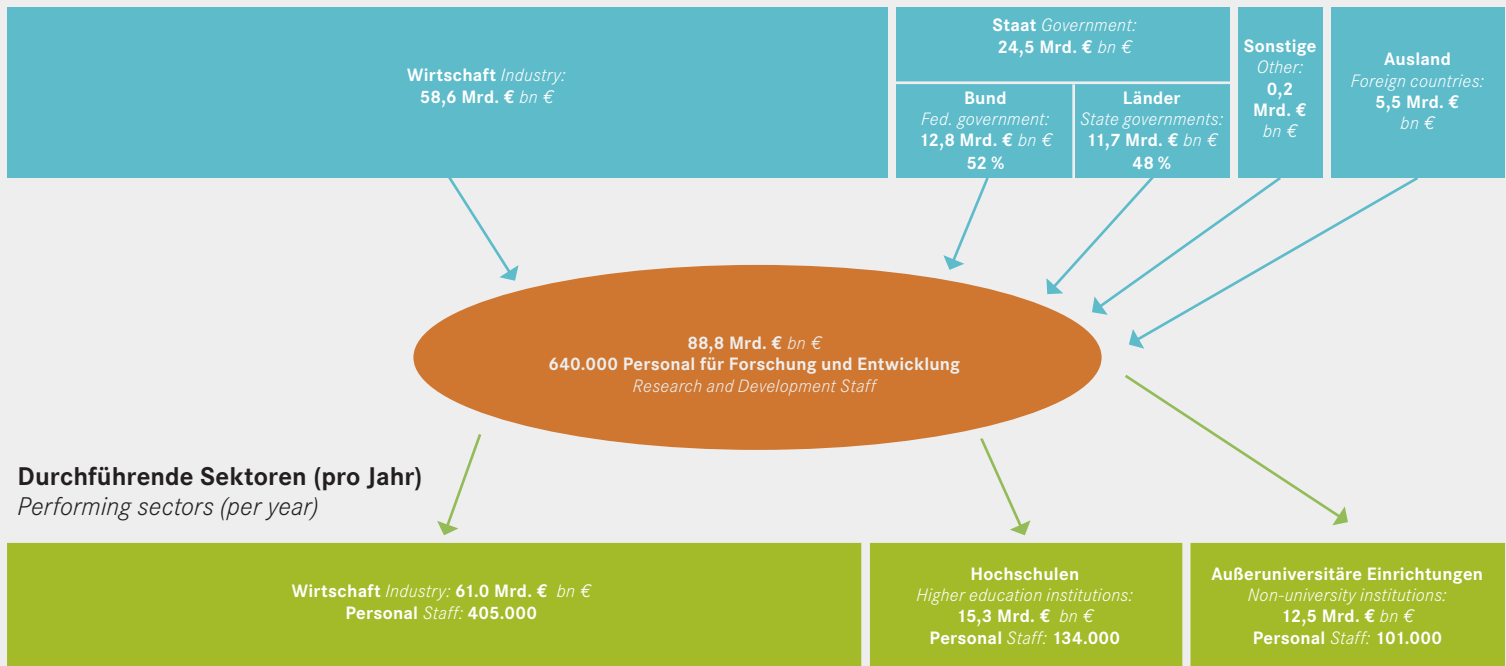 Wirtschaft Industry:
58,6 Mrd. € bn €
Staat Government:
24,5 Mrd. € bn €
Bund
Fed. government:
12,8 Mrd. € bn €
52 %
Länder
State governments:
11,7 Mrd. € bn €
48 %
Sonstige
Other:
0,2
Mrd. €
bn €
Ausland
Foreign countries:
5,5 Mrd. €
bn €
88,8 Mrd. € bn €
640.000 Personal für Forschung und Entwicklung
Research and Development Staff
Durchführende Sektoren (pro Jahr)
Performing sectors (per year)
Wirtschaft Industry: 61.0 Mrd. € bn €
Personal Staff: 405.000
Hochschulen
Higher education institutions:
15,3 Mrd. € bn €
Personal Staff: 134.000
Außeruniversitäre Einrichtungen
Non-university institutions:
12,5 Mrd. € bn €
Personal Staff: 101.000